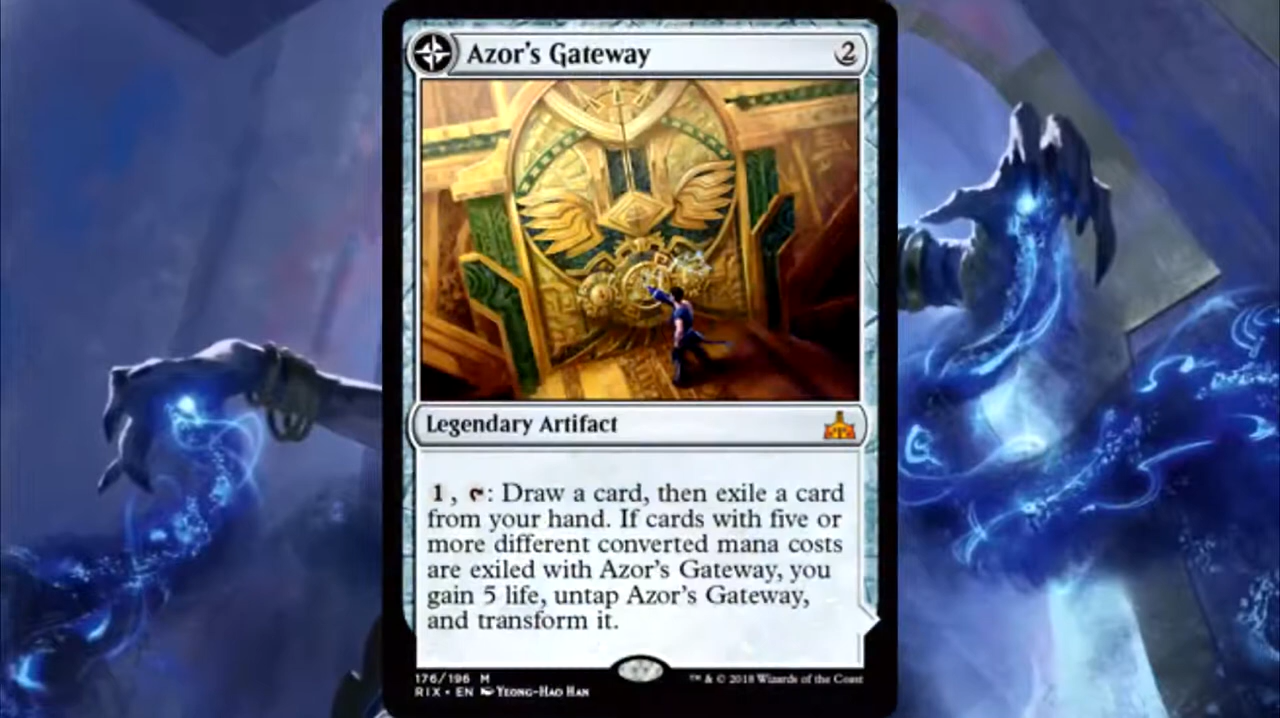 Azor's Gateway 2
Legendary Artifact
1, : Draw a card, then exile a card
from your hand. If cards with five or
more different converted mana costs
are exiled with Azor's Gateway, you
gain 5 life, untap Azor's Gateway,
and transform it.
176/196 M
RIX • EN Yeong-Hao Han
™ & © 2018 Wizards of the Coast